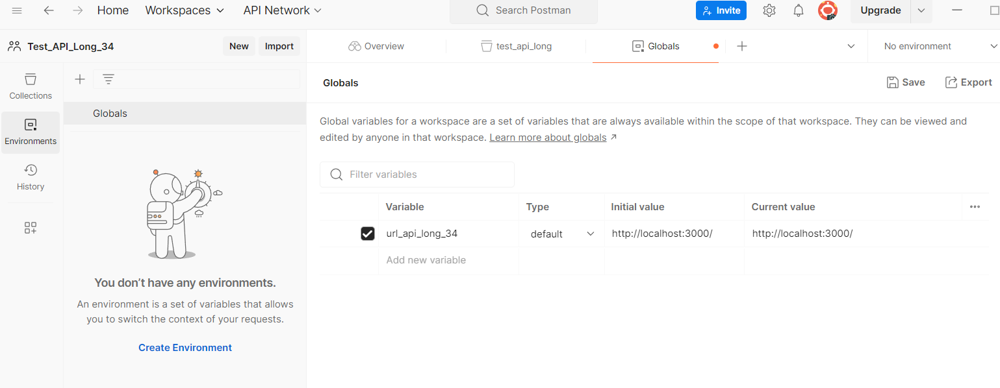 Home Workspaces API Network Search Postman Invite Upgrade
Test_API_Long_34 New Import Overview test_api_long Globals No environment
Collections
Environments
History
Globals
You don’t have any environments.
An environment is a set of variables that allows
you to switch the context of your requests.
Create Environment
Globals Save Export
Global variables for a workspace are a set of variables that are always available within the scope of that workspace. They can be viewed and
edited by anyone in that workspace. Learn more about globals ↗
Filter variables
Variable Type Initial value Current value
url_api_long_34 default http://localhost:3000/ http://localhost:3000/
Add new variable